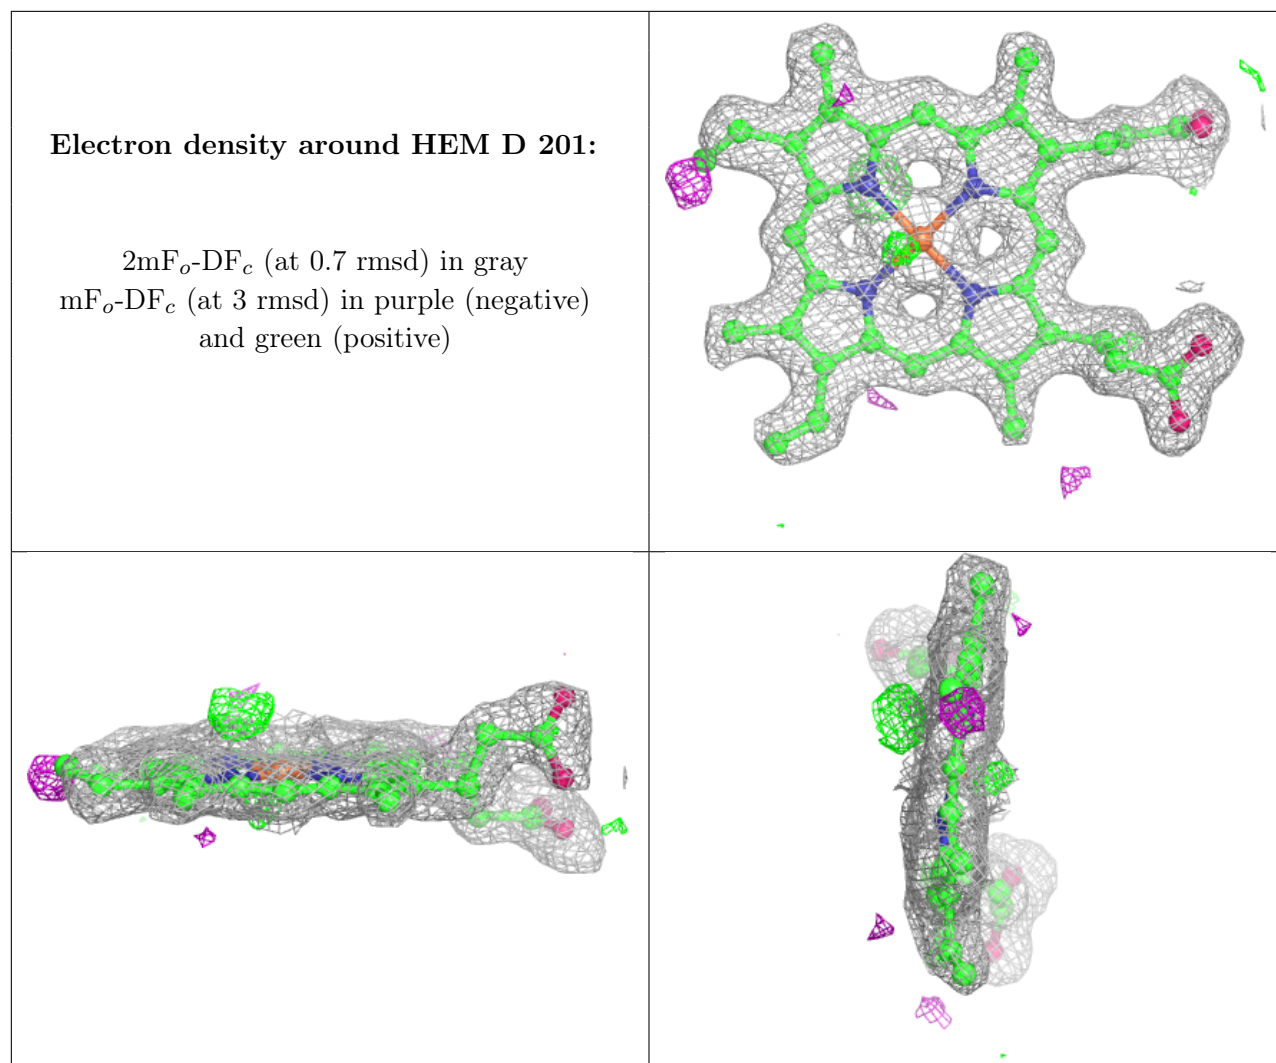 Electron density around HEM D 201:
2mFo-DFc (at 0.7 rmsd) in gray
mFo-DFc (at 3 rmsd) in purple (negative)
and green (positive)